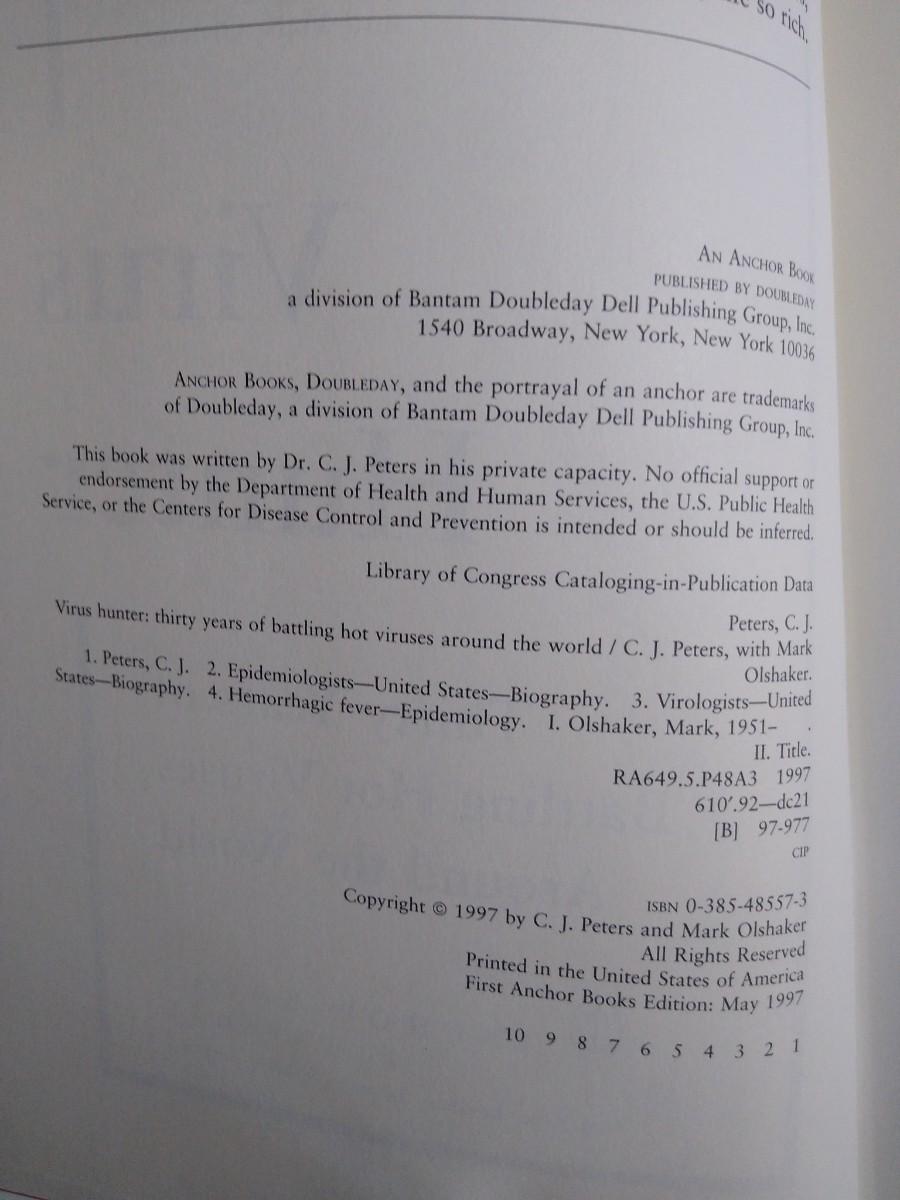 so rich.
AN ANCHOR BOOK
PUBLISHED BY DOUBLEDAY
a division of Bantam Doubleday Dell Publishing Group, Inc.
1540 Broadway, New York, New York 10036
ANCHOR BOOKS, DOUBLEDAY, and the portrayal of an anchor are trademarks
of Doubleday, a division of Bantam Doubleday Dell Publishing Group, Inc.
This book was written by Dr. C. J. Peters in his private capacity. No official support or
endorsement by the Department of Health and Human Services, the U.S. Public Health
Service, or the Centers for Disease Control and Prevention is intended or should be inferred.
Library of Congress Cataloging-in-Publication Data
Peters, C. J.
Virus hunter: thirty years of battling hot viruses around the world / C. J. Peters, with Mark
Olshaker.
1. Peters, C. J. 2. Epidemiologists—United States—Biography. 3. Virologists—United
States—Biography. 4. Hemorrhagic fever—Epidemiology. I. Olshaker, Mark, 1951– .
II. Title.
RA649.5.P48A3 1997
610′.92—dc21
[B] 97-977
CIP
ISBN 0-385-48557-3
Copyright © 1997 by C. J. Peters and Mark Olshaker
All Rights Reserved
Printed in the United States of America
First Anchor Books Edition: May 1997
10 9 8 7 6 5 4 3 2 1